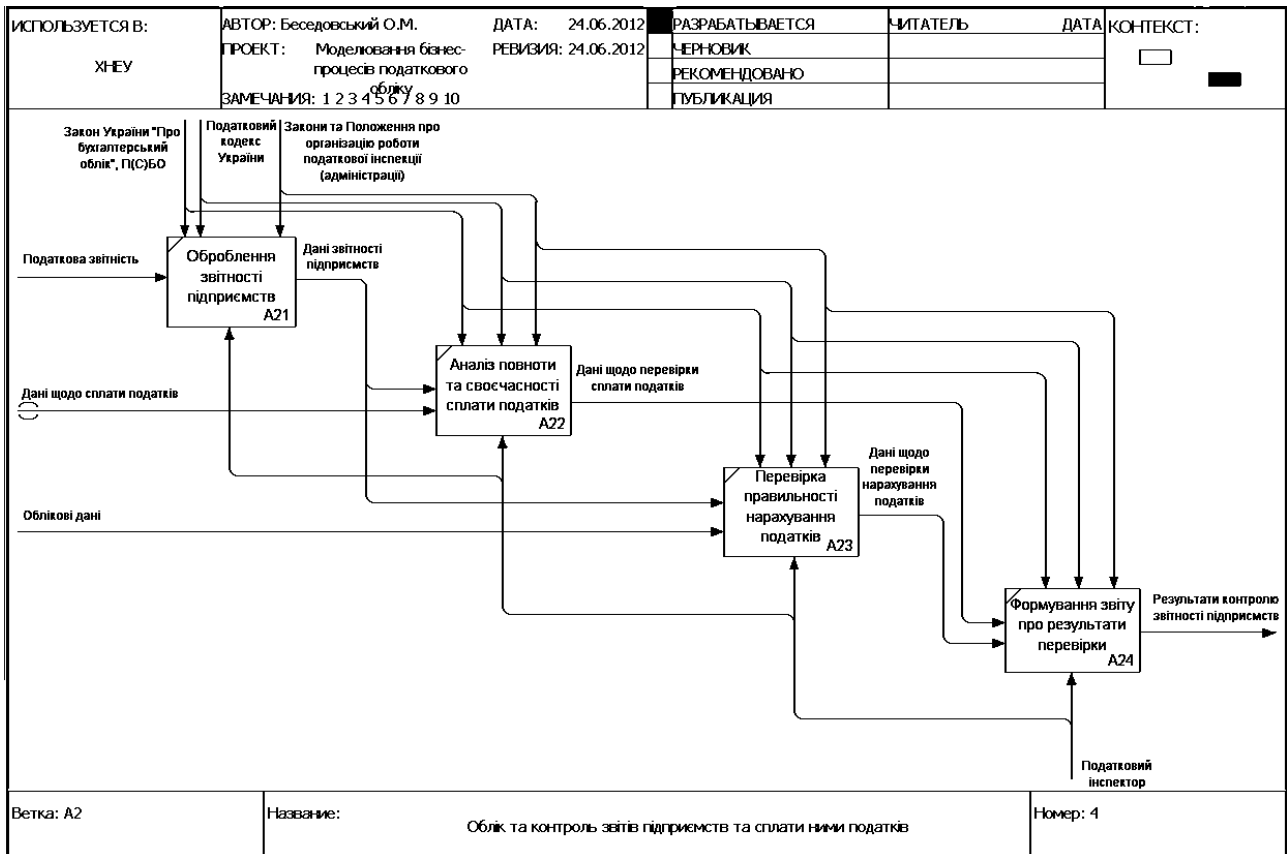 ИСПОЛЬЗУЕТСЯ В:
ХНЕУ
АВТОР: Беседовський О.М.
ДАТА: 24.06.2012
ПРОЕКТ: Моделювання бізнес-
процесів податкового
обліку
РЕВИЗИЯ: 24.06.2012
ЗАМЕЧАНИЯ: 1 2 3 4 5 6 7 8 9 10
РАЗРАБАТЫВАЕТСЯ
ЧЕРНОВИК
РЕКОМЕНДОВАНО
ПУБЛИКАЦИЯ
ЧИТАТЕЛЬ
ДАТА
КОНТЕКСТ:
Закон України "Про
бухгалтерський
облік", П(С)БО
Податковий
кодекс
України
Закони та Положення про
організацію роботи
податкової інспекції
(адміністрації)
Податкова звітність
Оброблення
звітності
підприємств
А21
Дані звітності
підприємств
Дані щодо сплати податків
Аналіз повноти
та своєчасності
сплати податків
А22
Дані щодо перевірки
сплати податків
Облікові дані
Перевірка
правильності
нарахування
податків
А23
Дані щодо
перевірки
нарахування
податків
Формування звіту
про результати
перевірки
А24
Результати контролю
звітності підприємств
Податковий
інспектор
Ветка: А2
Название:
Облік та контроль звітів підприємств та сплати ними податків
Номер: 4